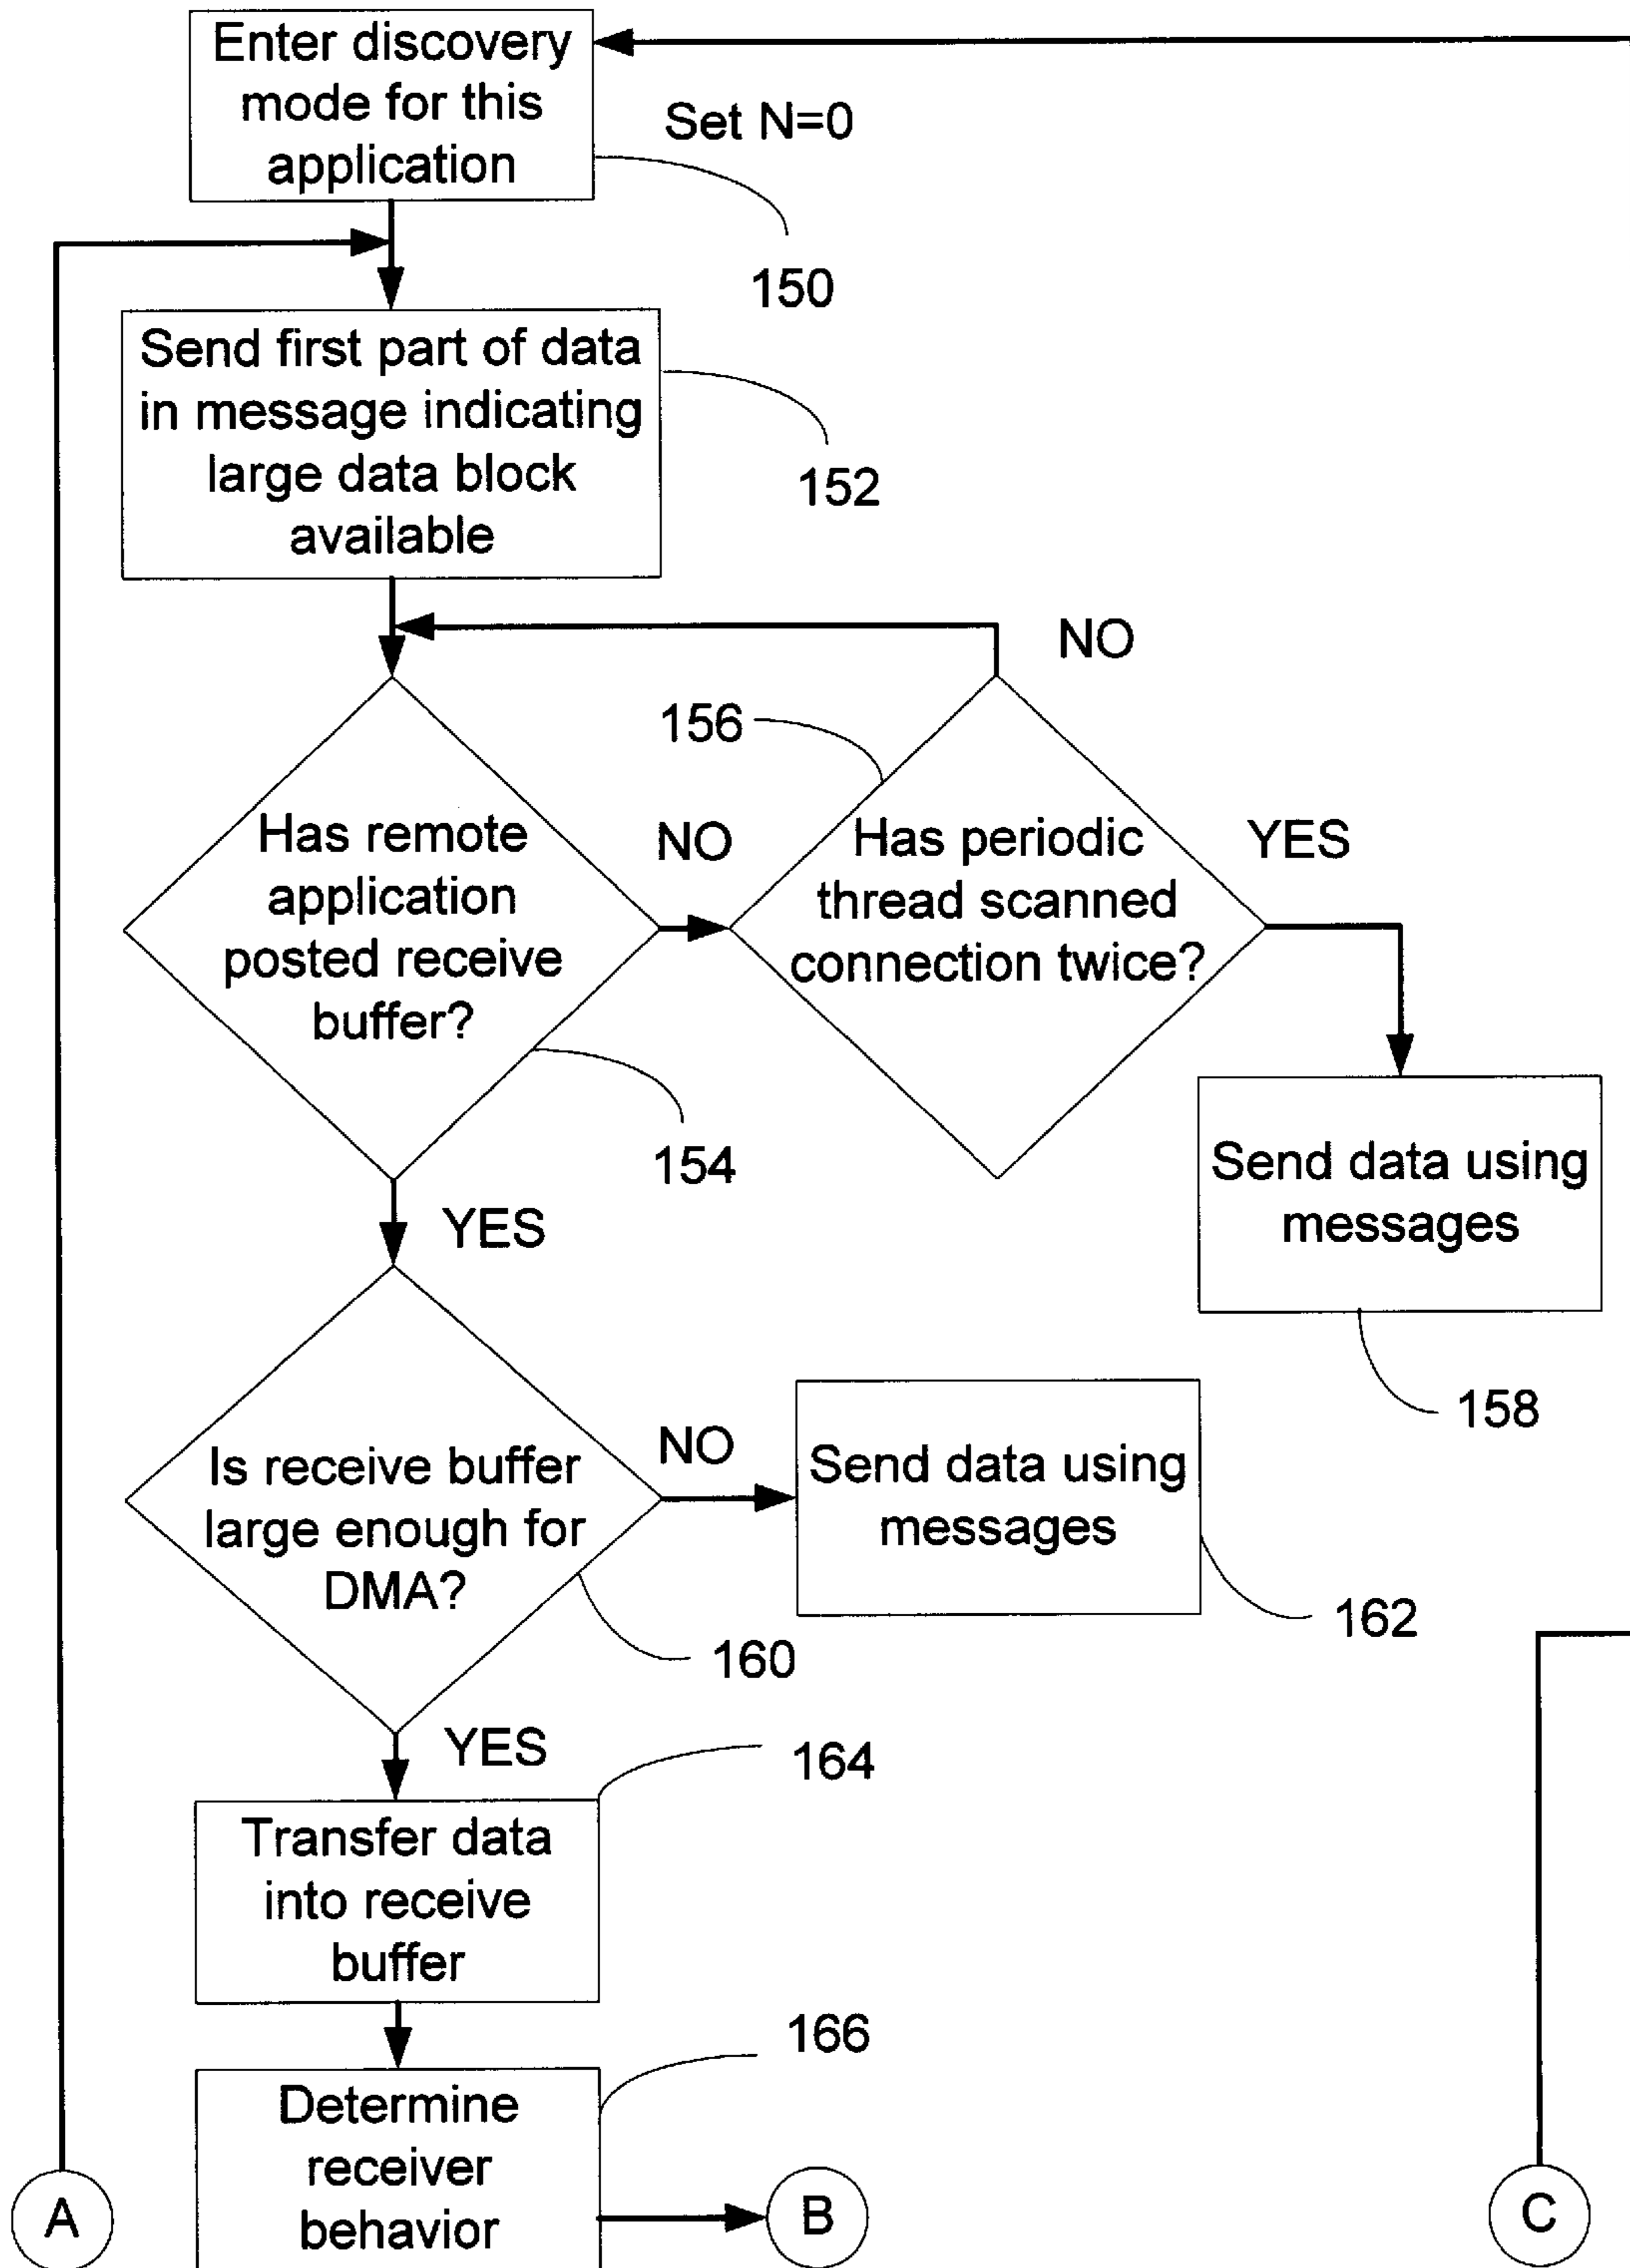 Enter discovery
mode for this
application
Set N=0
150
Send first part of data
in message indicating
large data block
available
152
NO
156
Has remote
application
posted receive
buffer?
NO
Has periodic
thread scanned
connection twice?
YES
154
Send data using
messages
YES
158
Is receive buffer
large enough for
DMA?
NO
Send data using
messages
162
160
YES
164
Transfer data
into receive
buffer
166
Determine
receiver
behavior
A
B
C